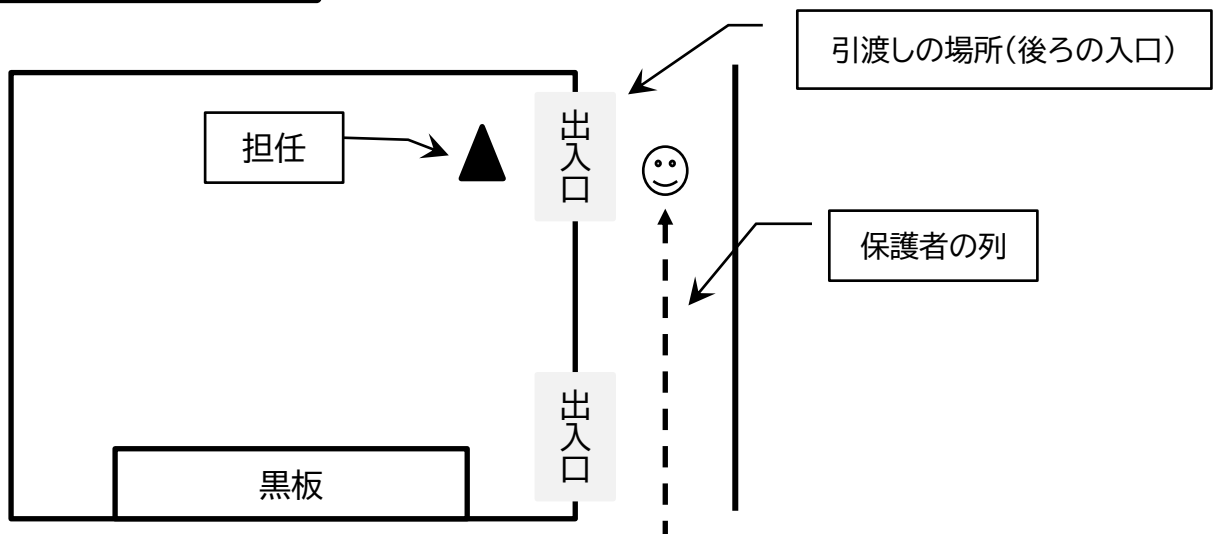 引渡しの場所(後ろの入口)
担任
出入口
保護者の列
出入口
黒板